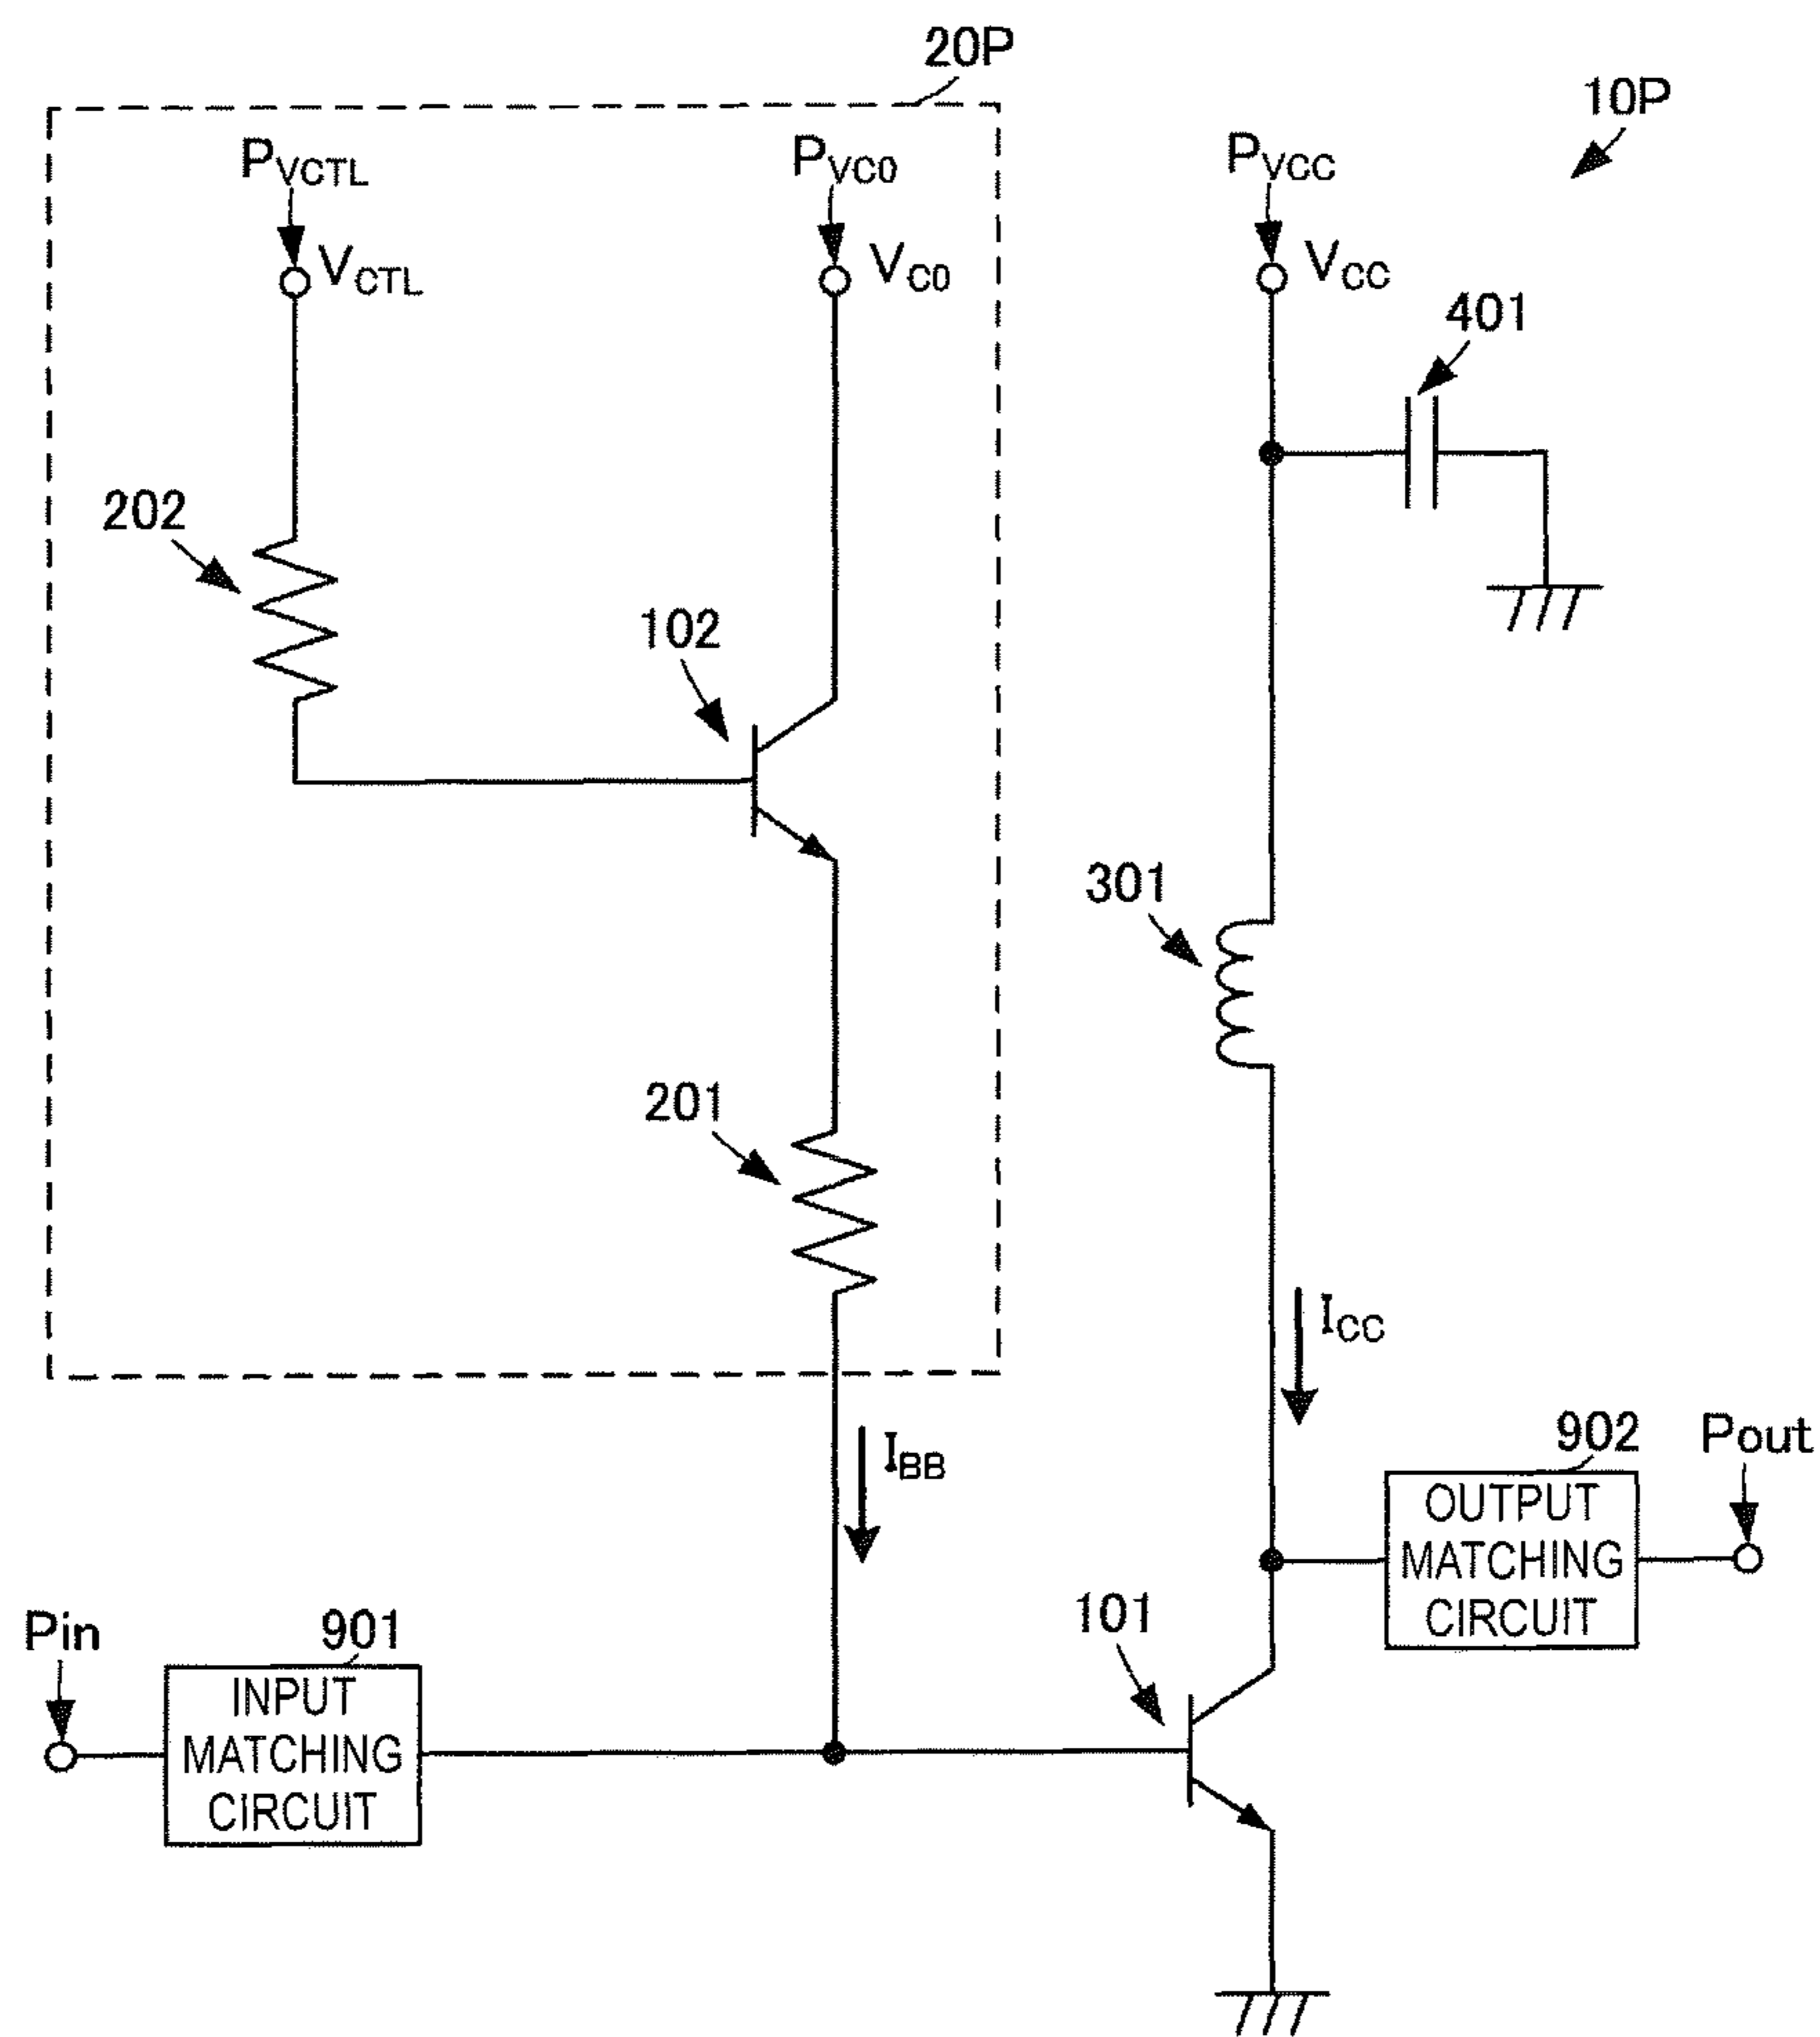 20P
10P
PVCTL
PVC0
PVCC
VCTL
VC0
VCC
401
202
102
301
201
ICC
IBB
902
Pout
OUTPUT
MATCHING
CIRCUIT
101
Pin
901
INPUT
MATCHING
CIRCUIT